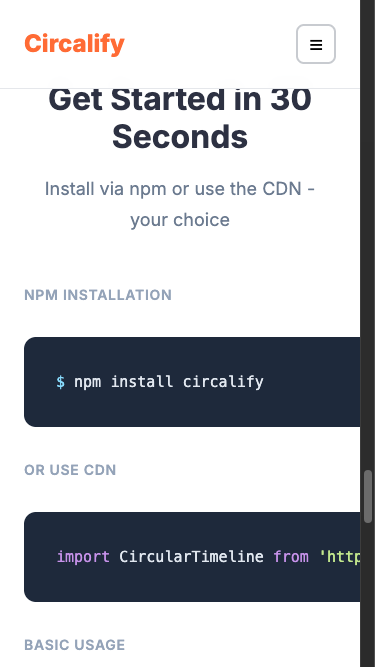 Circalify
Get Started in 30
Seconds
Install via npm or use the CDN -
your choice
NPM INSTALLATION
$ npm install circalify
OR USE CDN
import CircularTimeline from 'http
BASIC USAGE